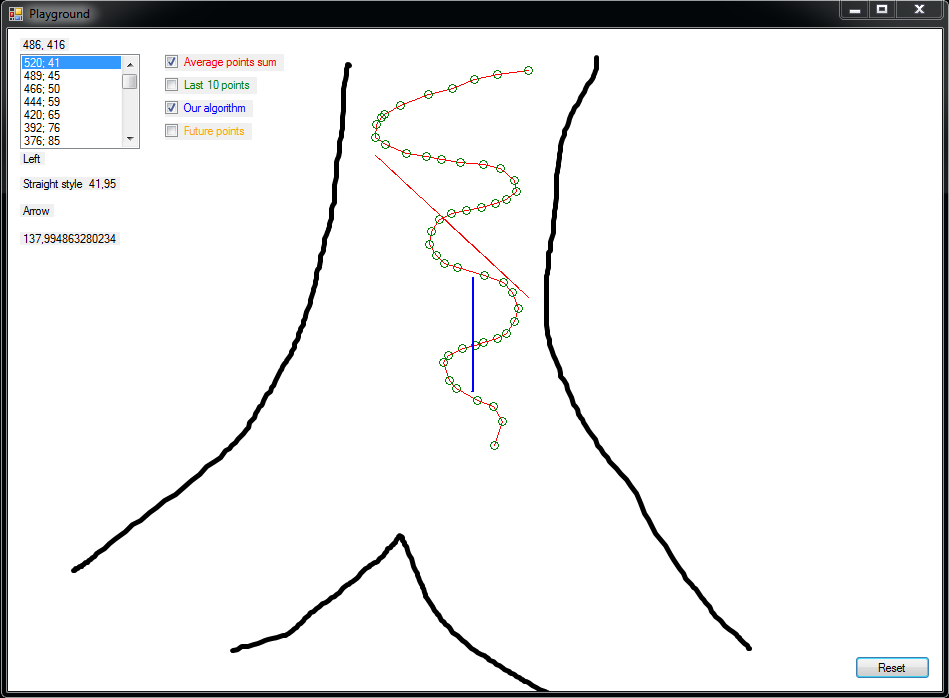 Playground
486, 416
520; 41
489; 45
466; 50
444; 59
420; 65
392; 76
376; 85
Average points sum
Last 10 points
Our algorithm
Future points
Left
Straight style 41,95
Arrow
137,994863280234
Reset